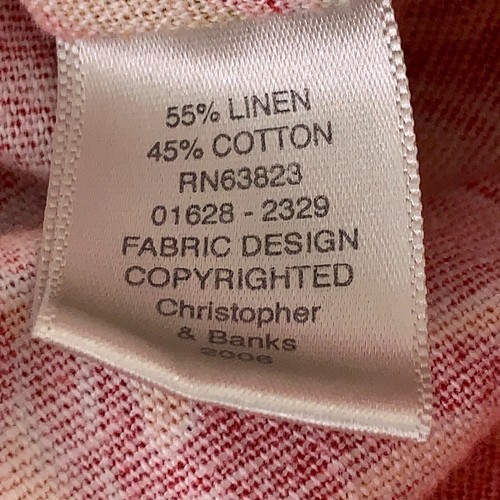 55% LINEN
45% COTTON
RN63823
01628 - 2329
FABRIC DESIGN
COPYRIGHTED
Christopher
& Banks
2006